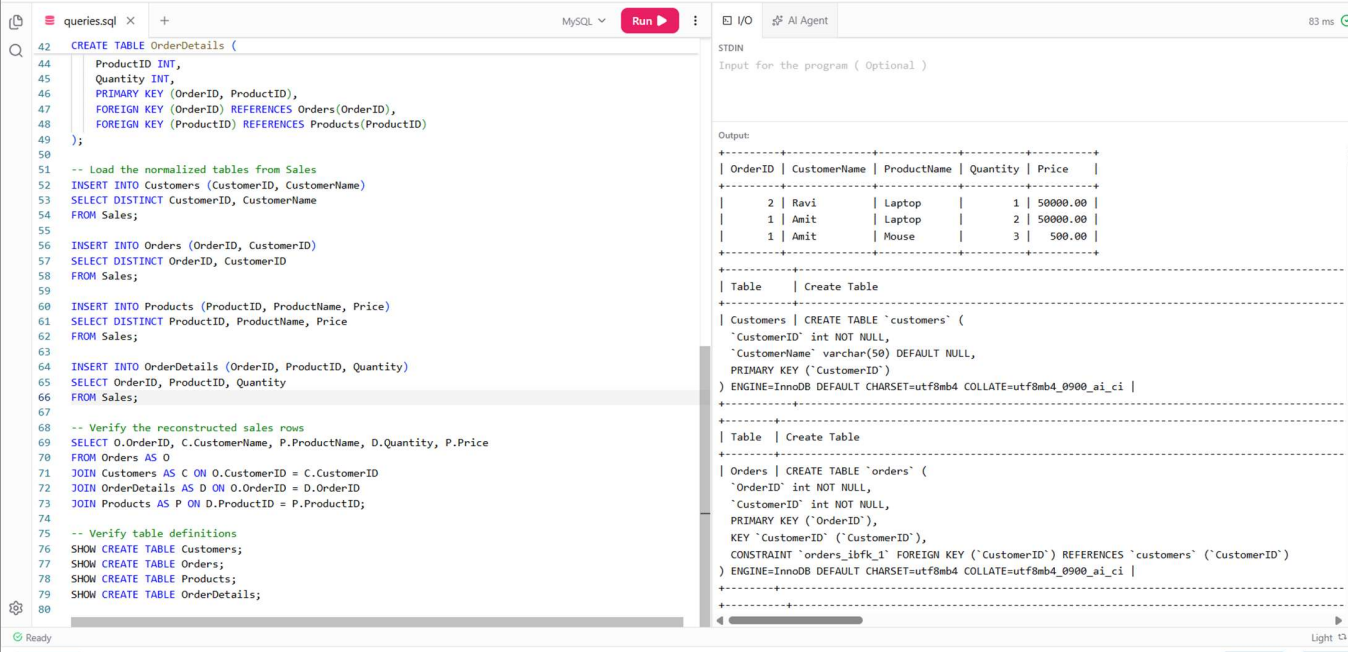 queries.sql
MySQL
Run
I/O
AI Agent
83 ms
42 CREATE TABLE OrderDetails (
44     ProductID INT,
45     Quantity INT,
46     PRIMARY KEY (OrderID, ProductID),
47     FOREIGN KEY (OrderID) REFERENCES Orders(OrderID),
48     FOREIGN KEY (ProductID) REFERENCES Products(ProductID)
49 );
50
51 -- Load the normalized tables from Sales
52 INSERT INTO Customers (CustomerID, CustomerName)
53 SELECT DISTINCT CustomerID, CustomerName
54 FROM Sales;
55
56 INSERT INTO Orders (OrderID, CustomerID)
57 SELECT DISTINCT OrderID, CustomerID
58 FROM Sales;
59
60 INSERT INTO Products (ProductID, ProductName, Price)
61 SELECT DISTINCT ProductID, ProductName, Price
62 FROM Sales;
63
64 INSERT INTO OrderDetails (OrderID, ProductID, Quantity)
65 SELECT OrderID, ProductID, Quantity
66 FROM Sales;
67
68 -- Verify the reconstructed sales rows
69 SELECT O.OrderID, C.CustomerName, P.ProductName, D.Quantity, P.Price
70 FROM Orders AS O
71 JOIN Customers AS C ON O.CustomerID = C.CustomerID
72 JOIN OrderDetails AS D ON O.OrderID = D.OrderID
73 JOIN Products AS P ON D.ProductID = P.ProductID;
74
75 -- Verify table definitions
76 SHOW CREATE TABLE Customers;
77 SHOW CREATE TABLE Orders;
78 SHOW CREATE TABLE Products;
79 SHOW CREATE TABLE OrderDetails;
80
STDIN
Input for the program ( Optional )
Output:
| OrderID | CustomerName | ProductName | Quantity | Price    |
|       2 | Ravi         | Laptop      |        1 | 50000.00 |
|       1 | Amit         | Laptop      |        2 | 50000.00 |
|       1 | Amit         | Mouse       |        3 |   500.00 |
| Table     | Create Table
| Customers | CREATE TABLE `customers` (
  `CustomerID` int NOT NULL,
  `CustomerName` varchar(50) DEFAULT NULL,
  PRIMARY KEY (`CustomerID`)
) ENGINE=InnoDB DEFAULT CHARSET=utf8mb4 COLLATE=utf8mb4_0900_ai_ci |
| Table  | Create Table
| Orders | CREATE TABLE `orders` (
  `OrderID` int NOT NULL,
  `CustomerID` int NOT NULL,
  PRIMARY KEY (`OrderID`),
  KEY `CustomerID` (`CustomerID`),
  CONSTRAINT `orders_ibfk_1` FOREIGN KEY (`CustomerID`) REFERENCES `customers` (`CustomerID`)
) ENGINE=InnoDB DEFAULT CHARSET=utf8mb4 COLLATE=utf8mb4_0900_ai_ci |
Ready
Light